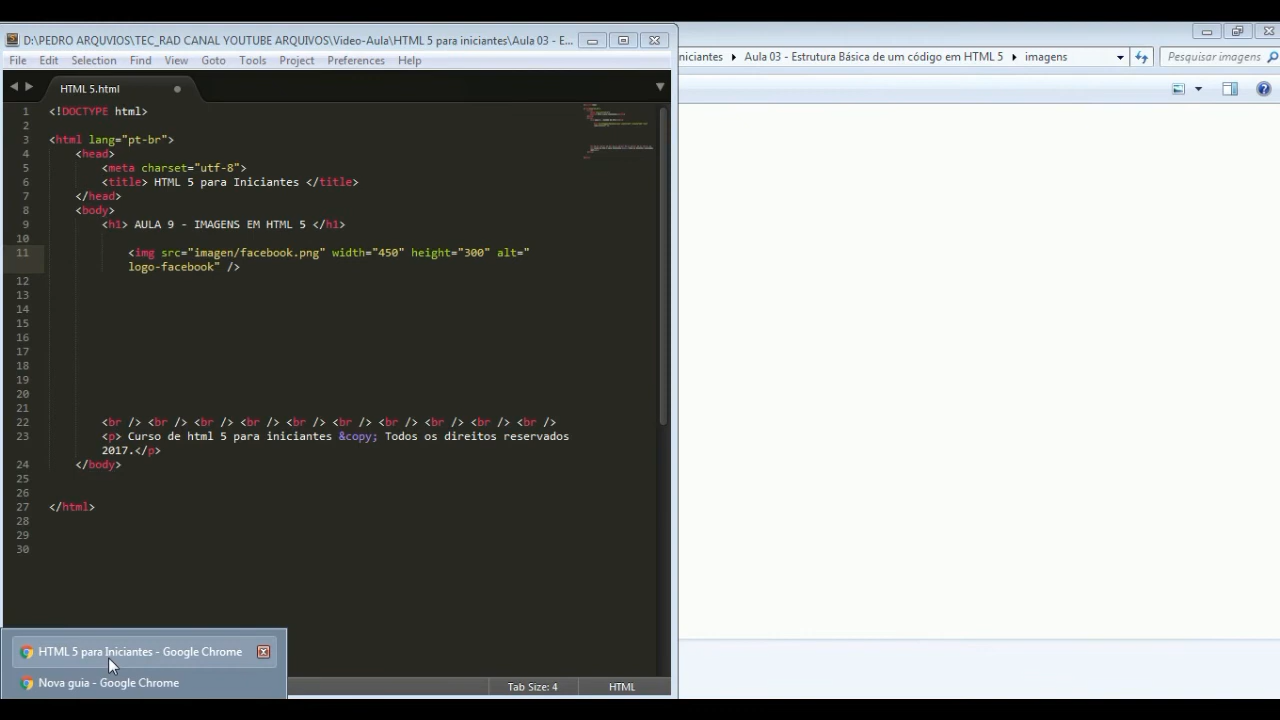 D:\PEDRO ARQUVIOS\TEC_RAD CANAL YOUTUBE ARQUIVOS\Video-Aula\HTML 5 para iniciantes\Aula 03 - E...
niciantes Aula 03 - Estrutura Básica de um código em HTML 5 imagens
Pesquisar imagens
File Edit Selection Find View Goto Tools Project Preferences Help
HTML 5.html
1 <!DOCTYPE html>
2
3 <html lang="pt-br">
4 <head>
5 <meta charset="utf-8">
6 <title> HTML 5 para Iniciantes </title>
7 </head>
8 <body>
9 <h1> AULA 9 - IMAGENS EM HTML 5 </h1>
10
11 <img src="imagen/facebook.png" width="450" height="300" alt="
logo-facebook" />
12
13
14
15
16
17
18
19
20
21
22 <br /> <br /> <br /> <br /> <br /> <br /> <br /> <br /> <br /> <br />
23 <p> Curso de html 5 para iniciantes &copy; Todos os direitos reservados
2017.</p>
24 </body>
25
26
27 </html>
28
29
30
HTML 5 para Iniciantes - Google Chrome
Nova guia - Google Chrome
Tab Size: 4 HTML